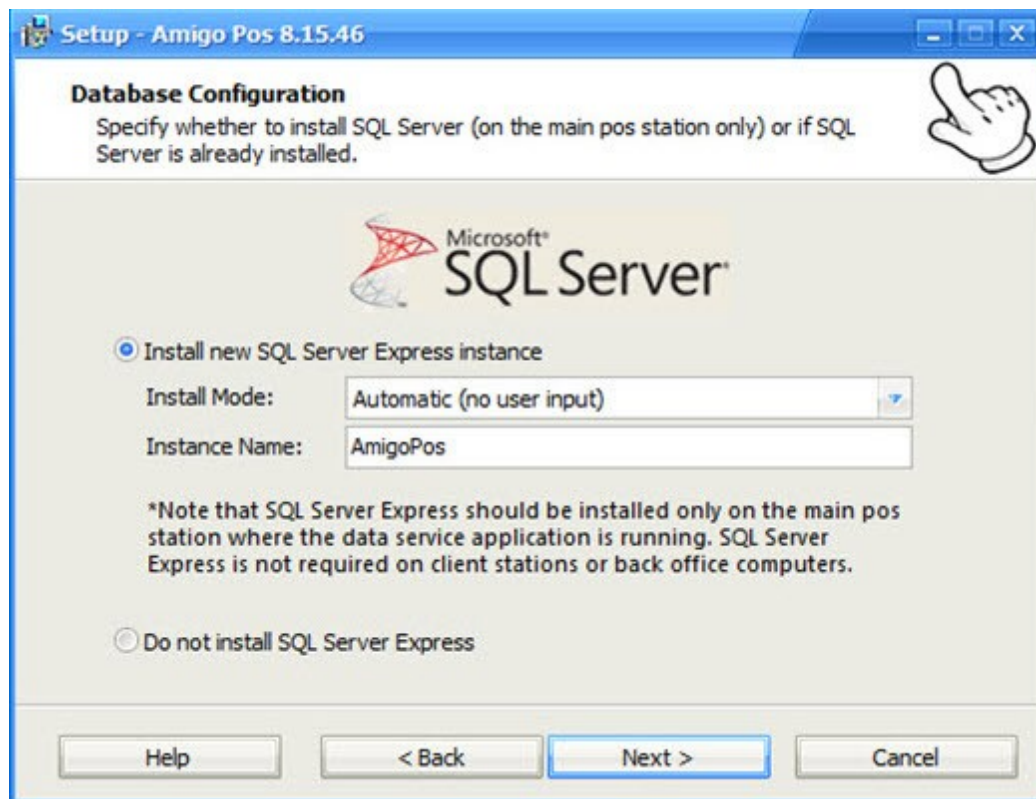 Setup - Amigo Pos 8.15.46
Database Configuration
Specify whether to install SQL Server (on the main pos station only) or if SQL
Server is already installed.
Microsoft®
SQL Server
Install new SQL Server Express instance
Install Mode:
Automatic (no user input)
Instance Name:
AmigoPos
*Note that SQL Server Express should be installed only on the main pos
station where the data service application is running. SQL Server
Express is not required on client stations or back office computers.
Do not install SQL Server Express
Help
< Back
Next >
Cancel